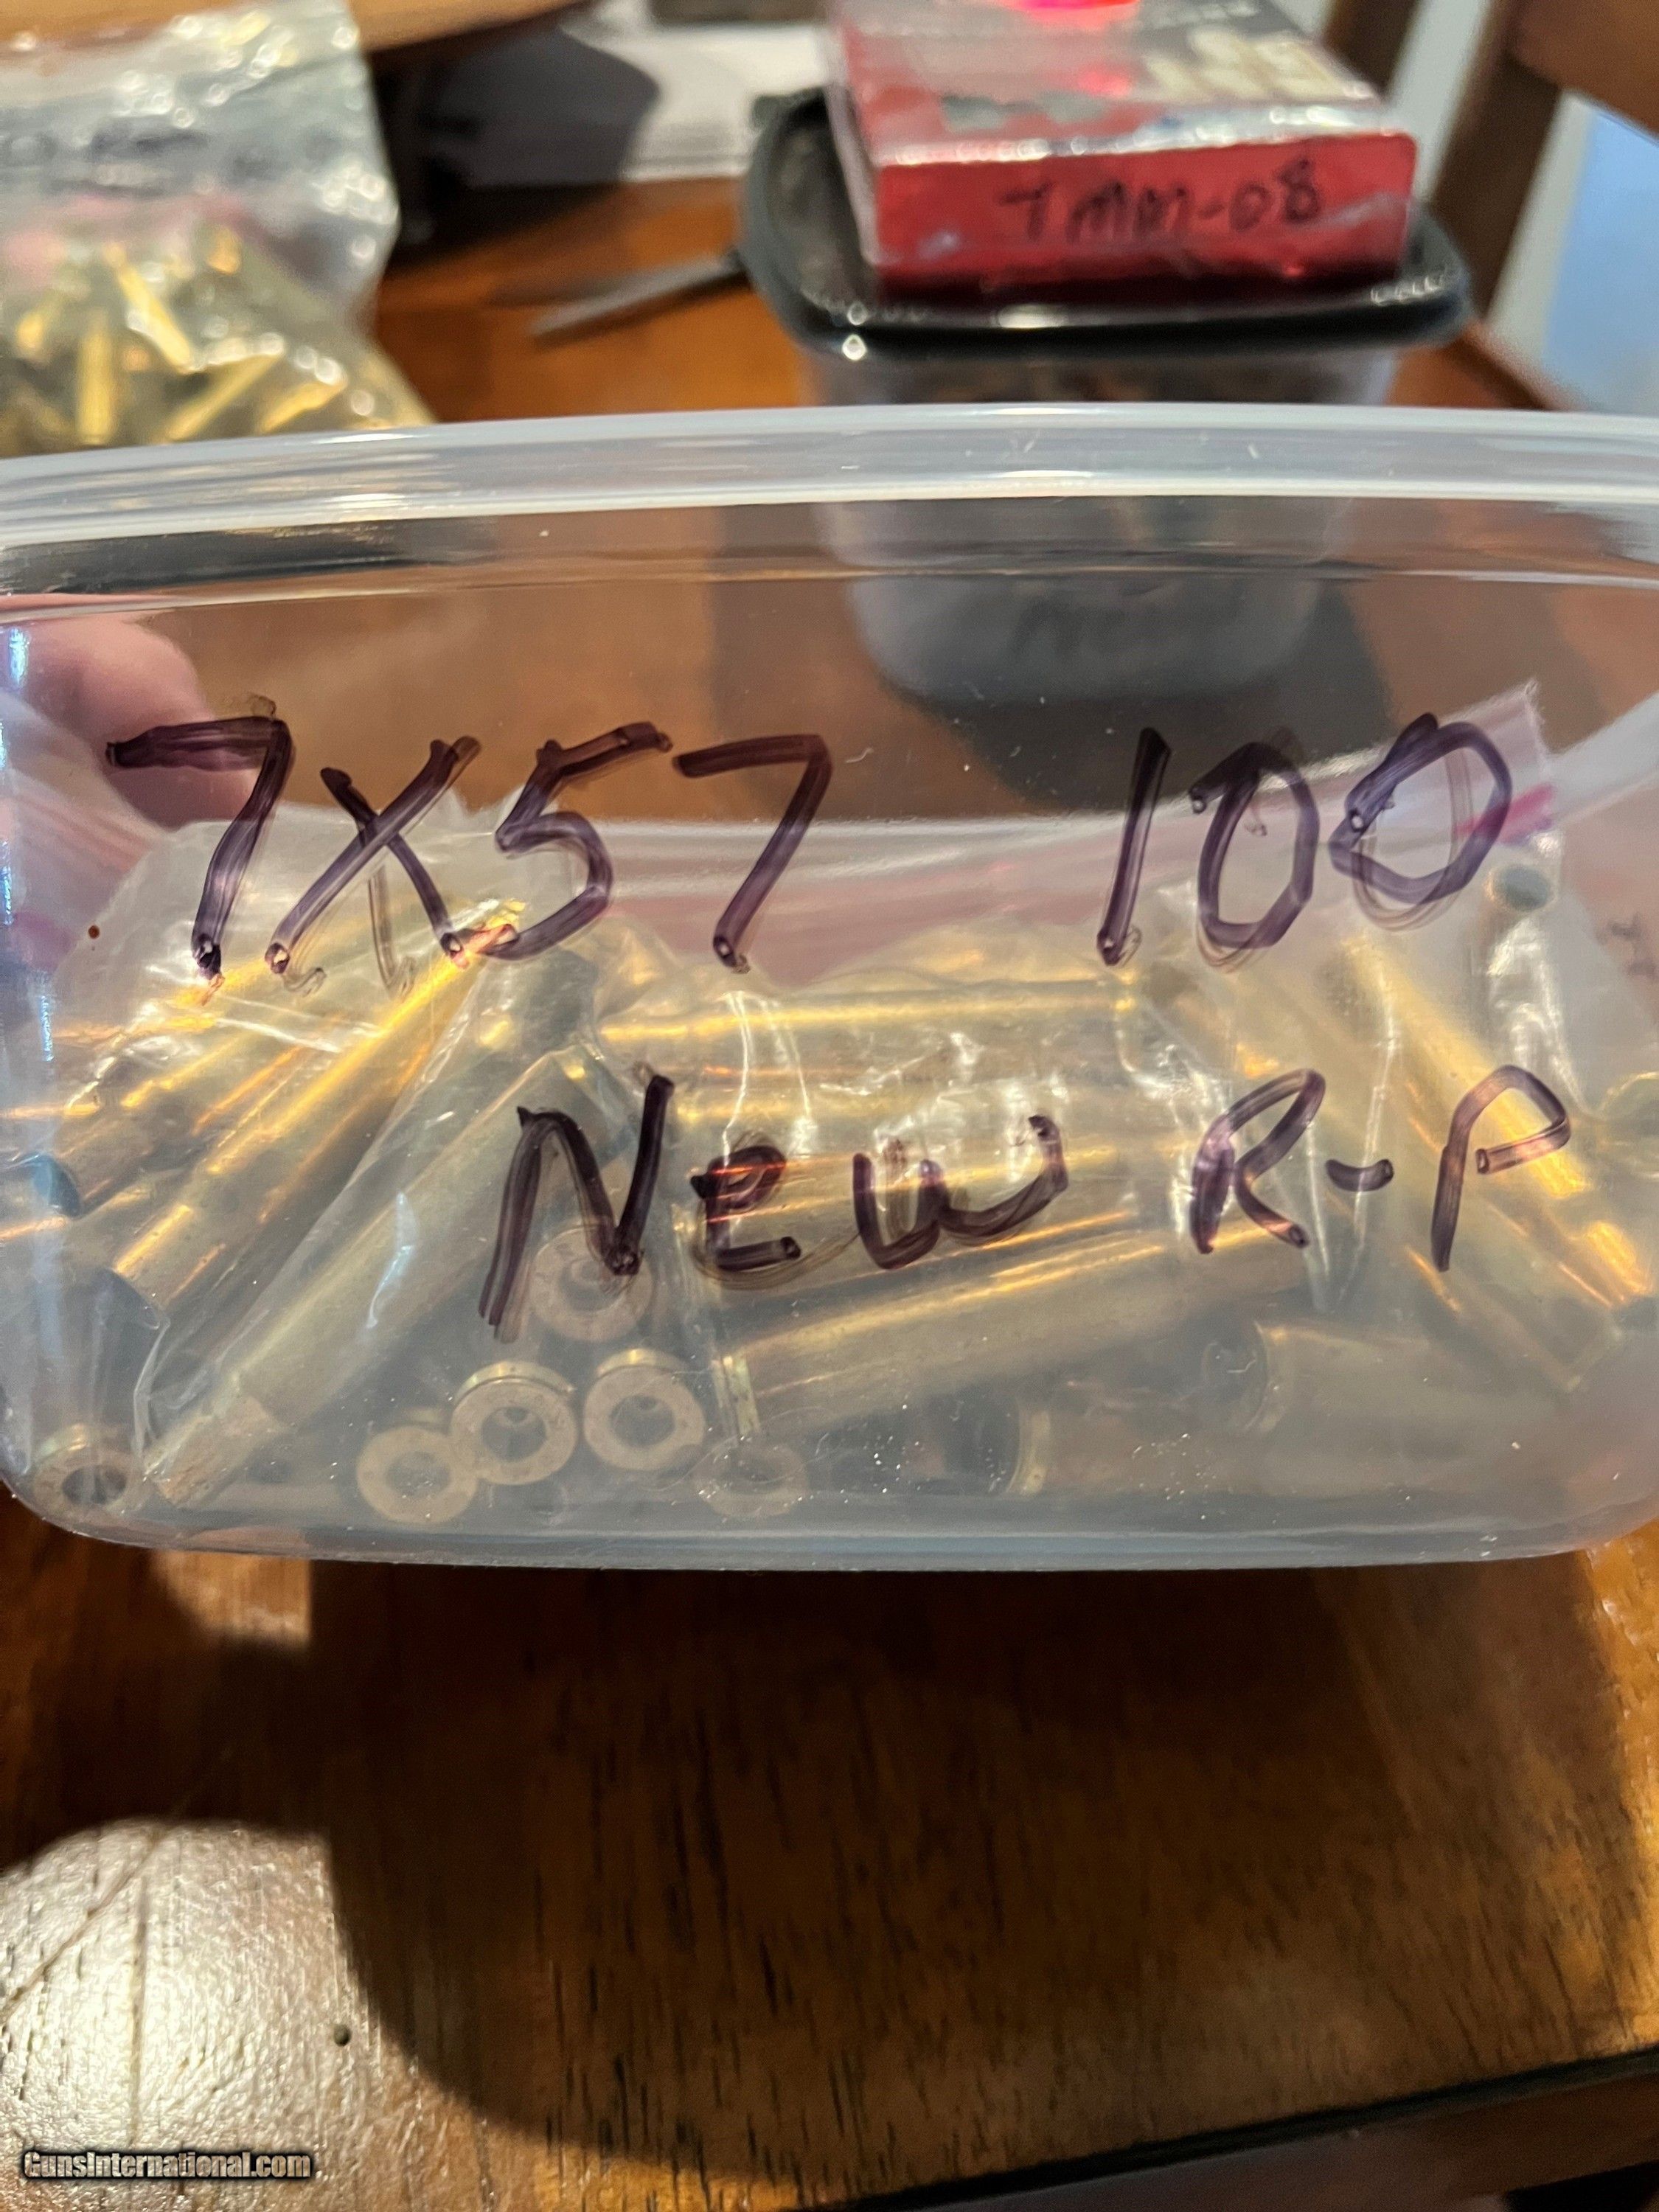 7MM-08
7X57 100
New R-P
GunsInternational.com